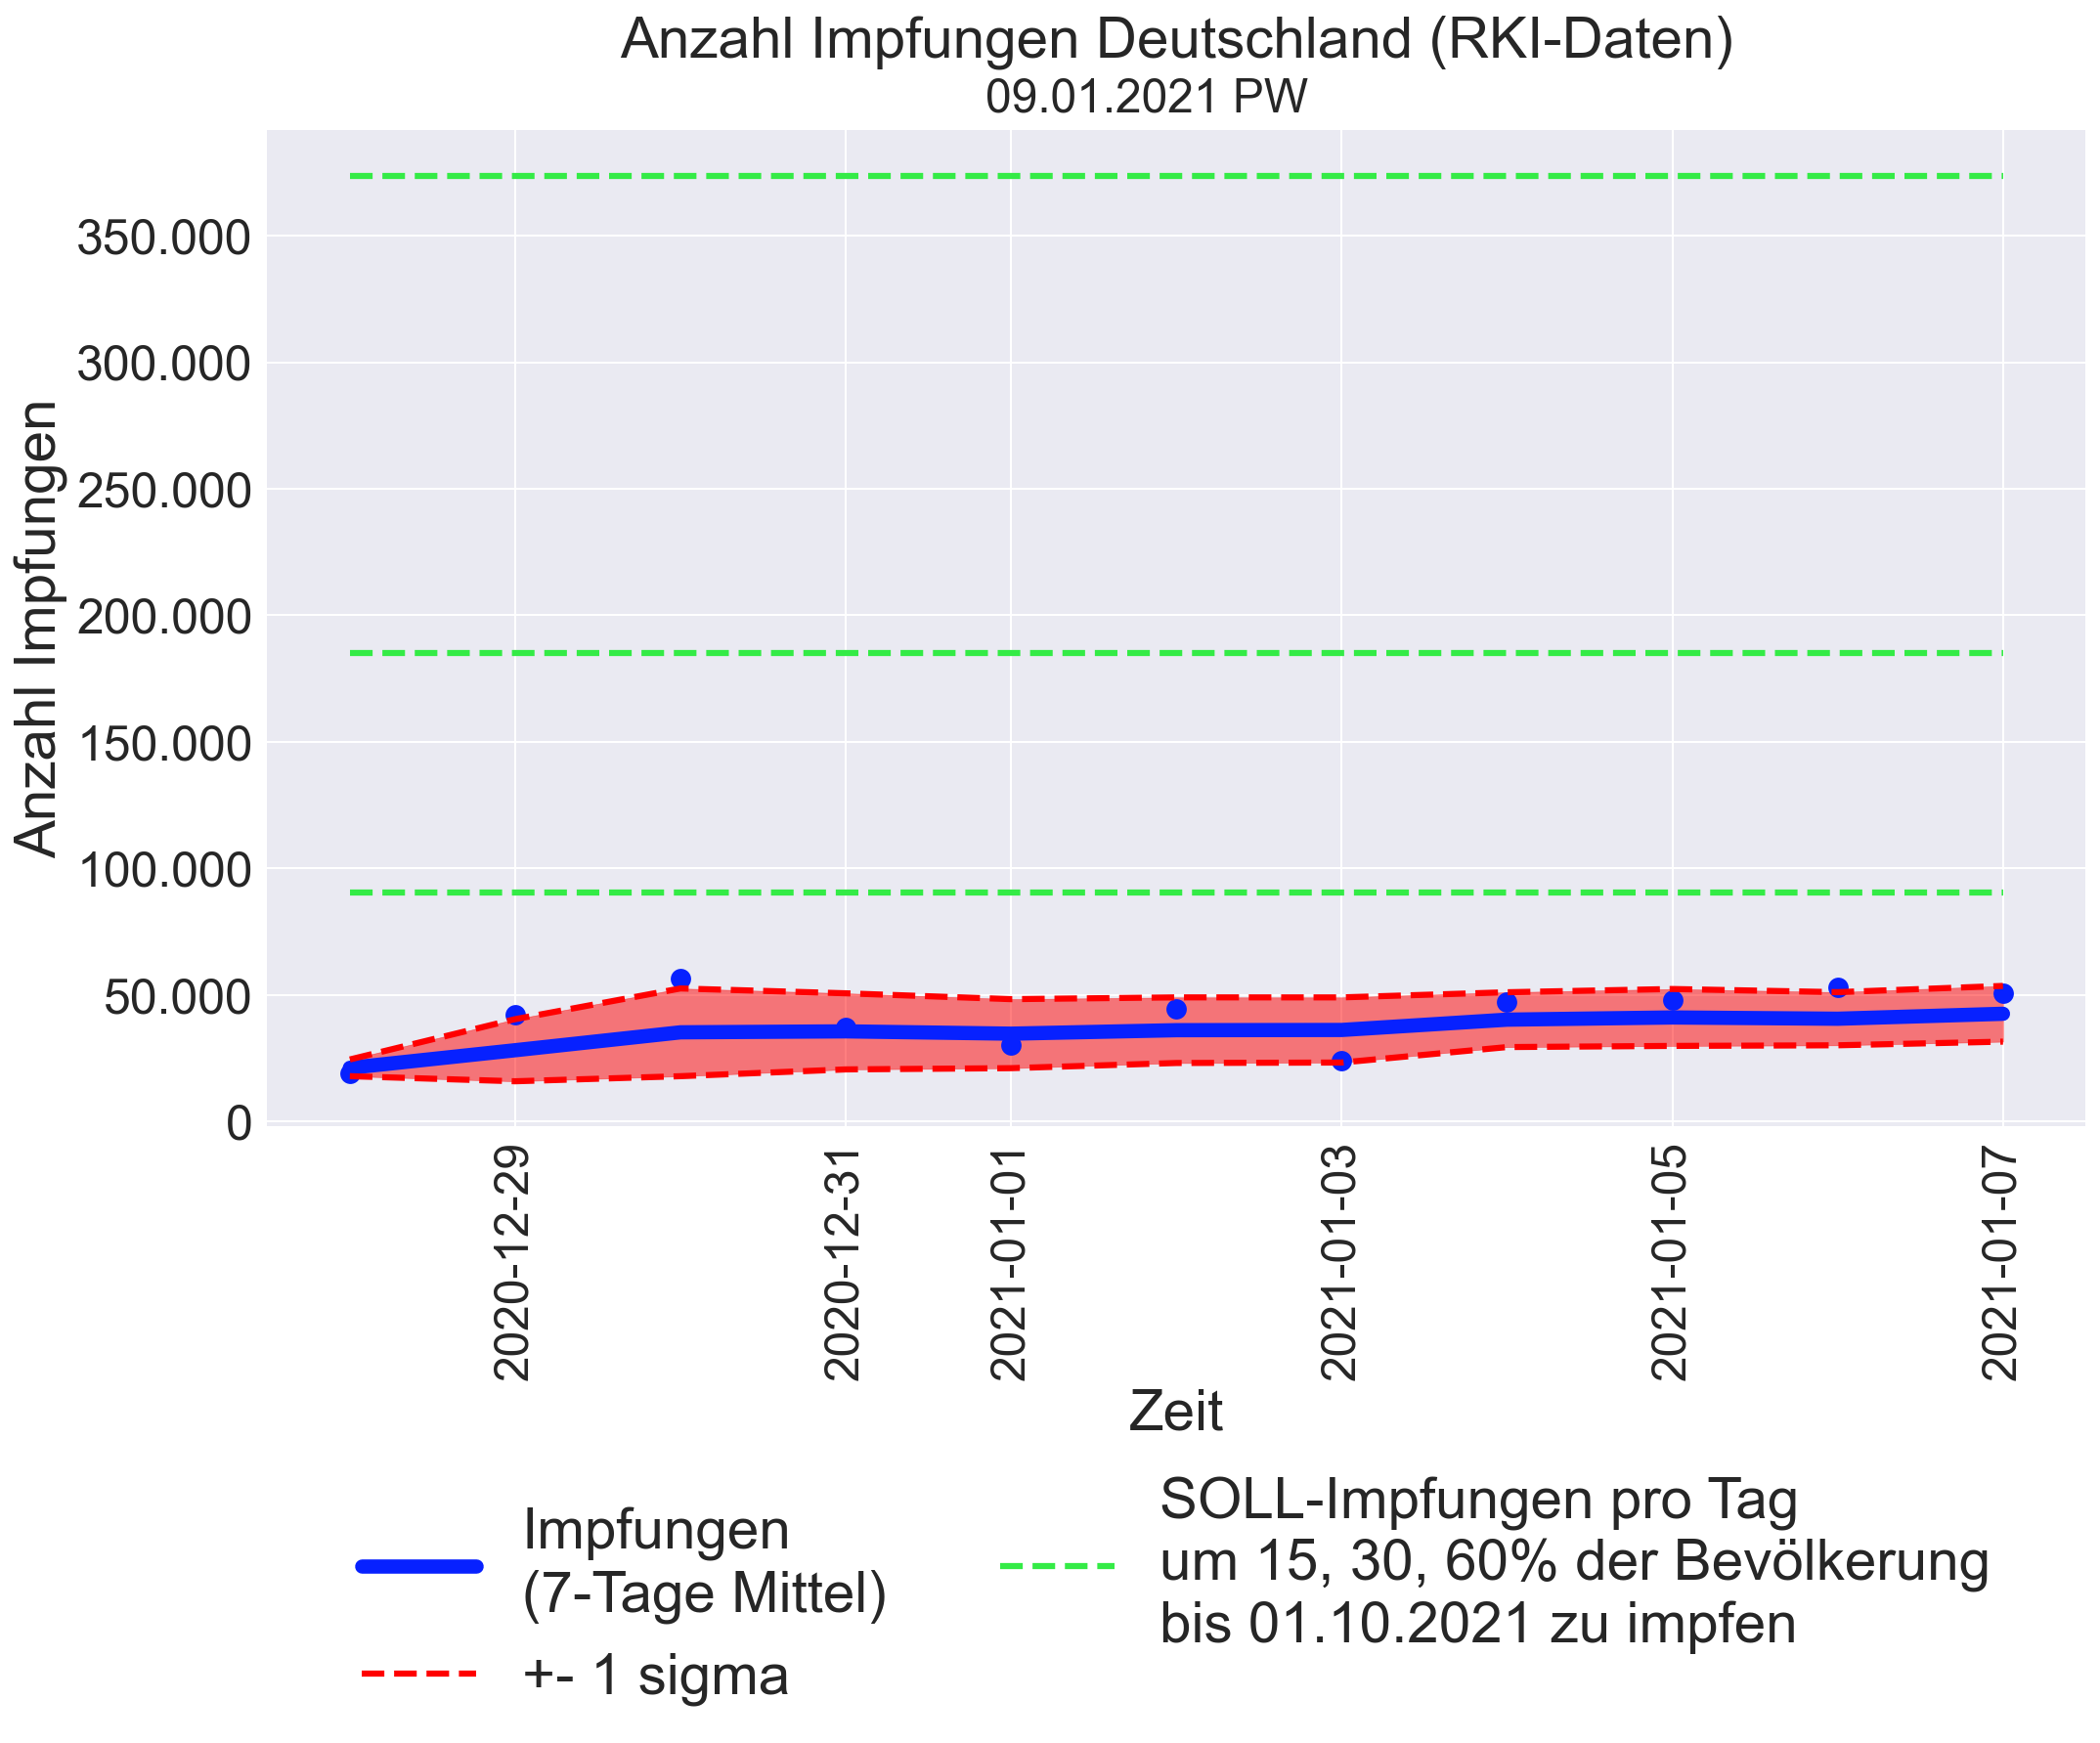 Anzahl Impfungen Deutschland (RKI-Daten)
09.01.2021 PW
Anzahl Impfungen
350.000
300.000
250.000
200.000
150.000
100.000
50.000
0
2020-12-29
2020-12-31
2021-01-01
2021-01-03
2021-01-05
2021-01-07
Zeit
Impfungen
(7-Tage Mittel)
+- 1 sigma
SOLL-Impfungen pro Tag
um 15, 30, 60% der Bevölkerung
bis 01.10.2021 zu impfen